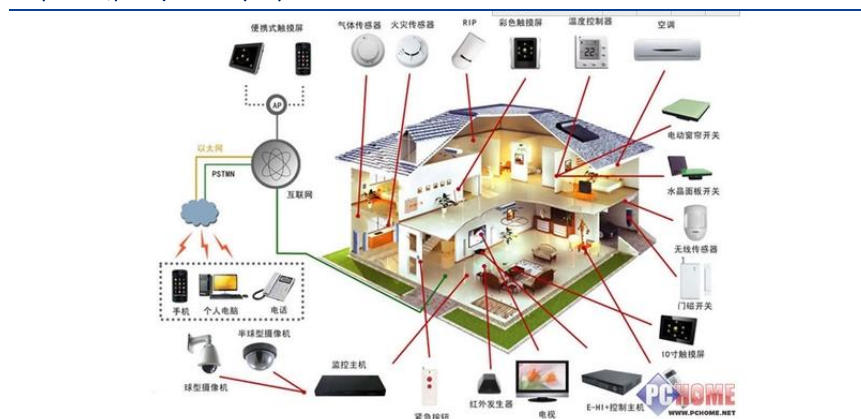 便携式触摸屏
气体传感器
火灾传感器
RIP
彩色触摸屏
温度控制器
空调
AP
22
电动窗帘开关
以太网
PSTMN
互联网
水晶面板开关
无线传感器
门磁开关
手机
个人电脑
电话
半球型摄像机
球型摄像机
监控主机
10寸触摸屏
紧急按钮
红外发生器
电视
E-HI+控制主机
PCHOME
WWW.PCHOME.NET